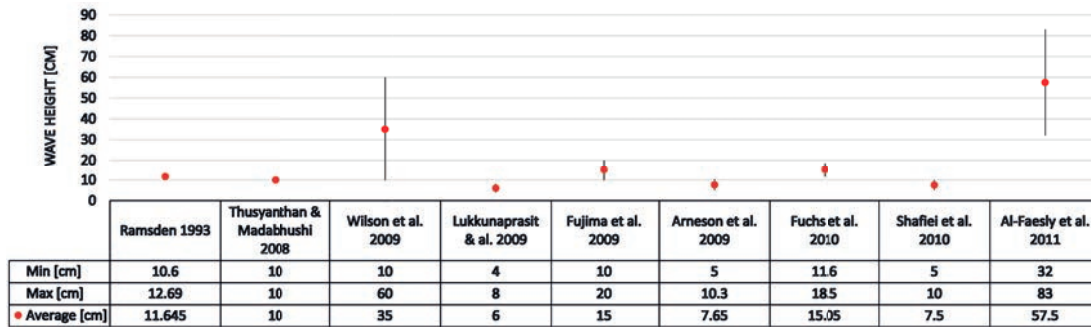 WAVE HEIGHT [CM]
90
80
70
60
50
40
30
20
10
0
Ramsden 1993 Thusyanthan & Madabhushi 2008 Wilson et al. 2009 Lukkunaprasit & al. 2009 Fujima et al. 2009 Arneson et al. 2009 Fuchs et al. 2010 Shafiei et al. 2010 Al-Faesly et al. 2011
Min [cm] 10.6 10 10 4 10 5 11.6 5 32
Max [cm] 12.69 10 60 8 20 10.3 18.5 10 83
Average [cm] 11.645 10 35 6 15 7.65 15.05 7.5 57.5